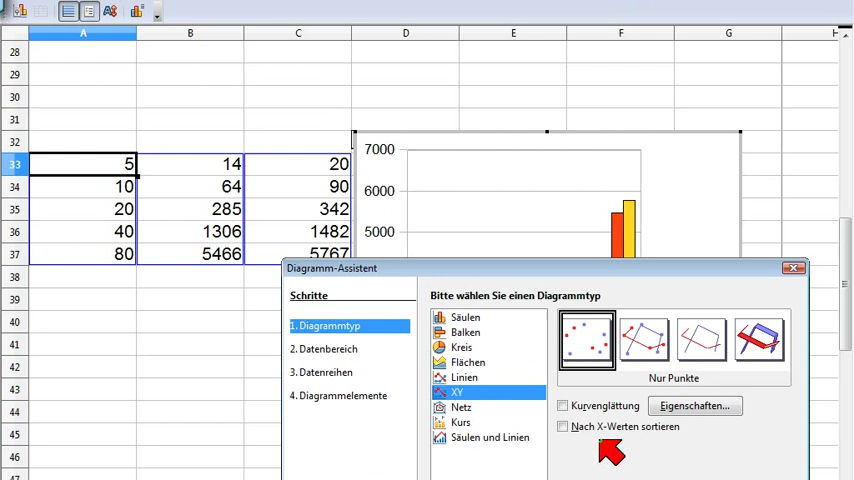 A B C D E F G H
28
29
30
31
32
33 5 14 20
34 10 64 90
35 20 285 342
36 40 1306 1482
37 80 5466 5767
38
39
40
41
42
43
44
45
46
47
7000
6000
5000
Diagramm-Assistent
Schritte
1. Diagrammtyp
2. Datenbereich
3. Datenreihen
4. Diagrammelemente
Bitte wählen Sie einen Diagrammtyp
Säulen
Balken
Kreis
Flächen
Linien
XY
Netz
Kurs
Säulen und Linien
Nur Punkte
Kurvenglättung
Eigenschaften...
Nach X-Werten sortieren